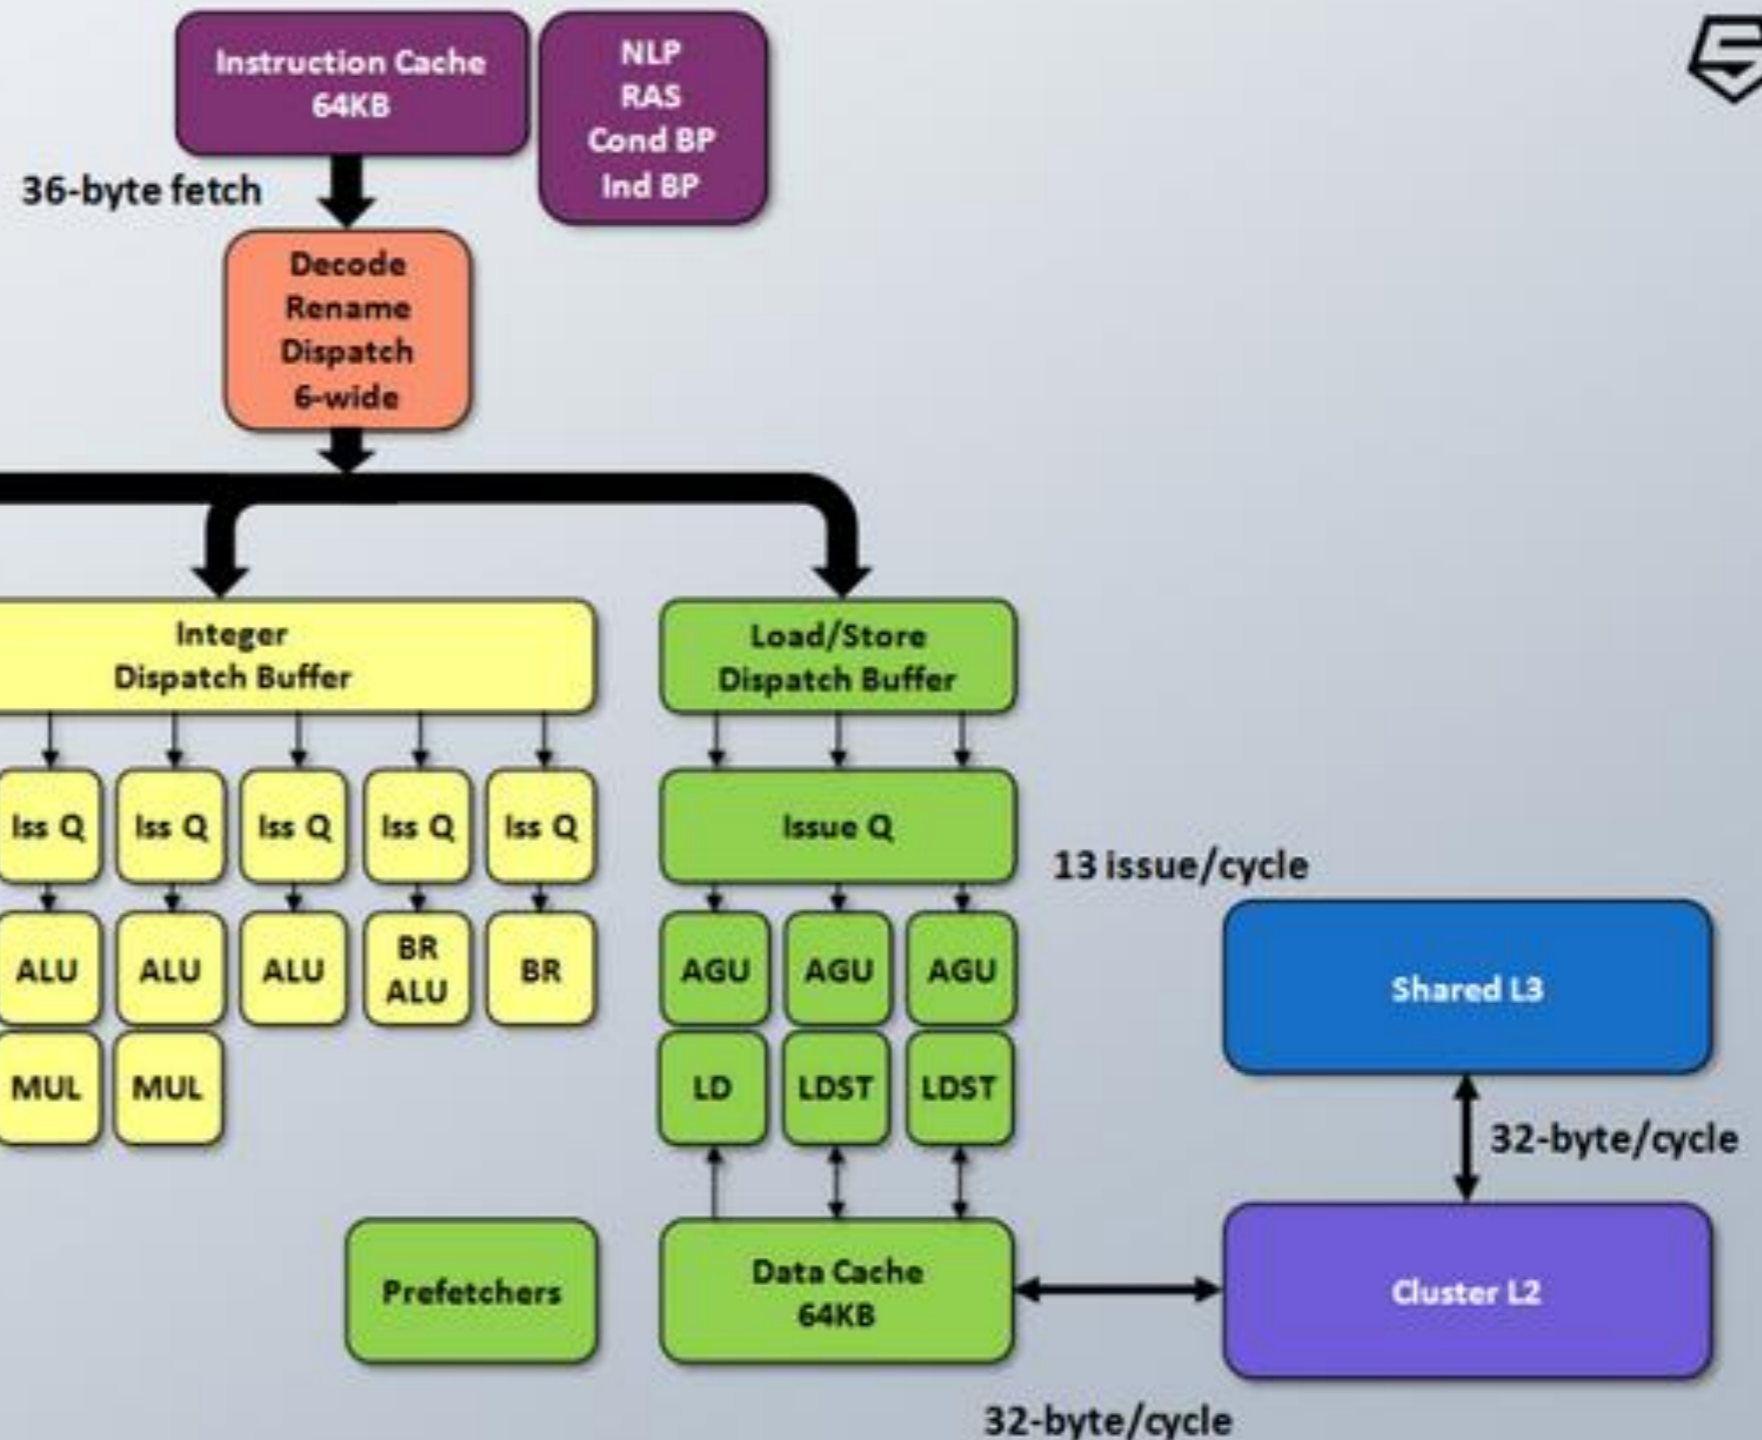 Instruction Cache
64KB
NLP
RAS
Cond BP
Ind BP
36-byte fetch
Decode
Rename
Dispatch
6-wide
Integer
Dispatch Buffer
Load/Store
Dispatch Buffer
Iss Q
Iss Q
Iss Q
Iss Q
Iss Q
Issue Q
13 issue/cycle
ALU
ALU
ALU
BR
ALU
BR
AGU
AGU
AGU
Shared L3
MUL
MUL
LD
LDST
LDST
32-byte/cycle
Prefetchers
Data Cache
64KB
Cluster L2
32-byte/cycle